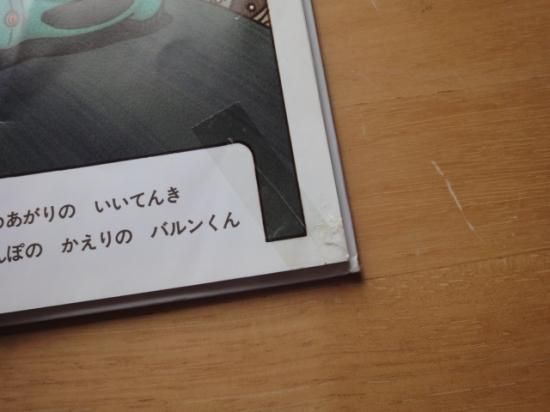 あがりの いいてんき
ぽの かえりの バルンくん